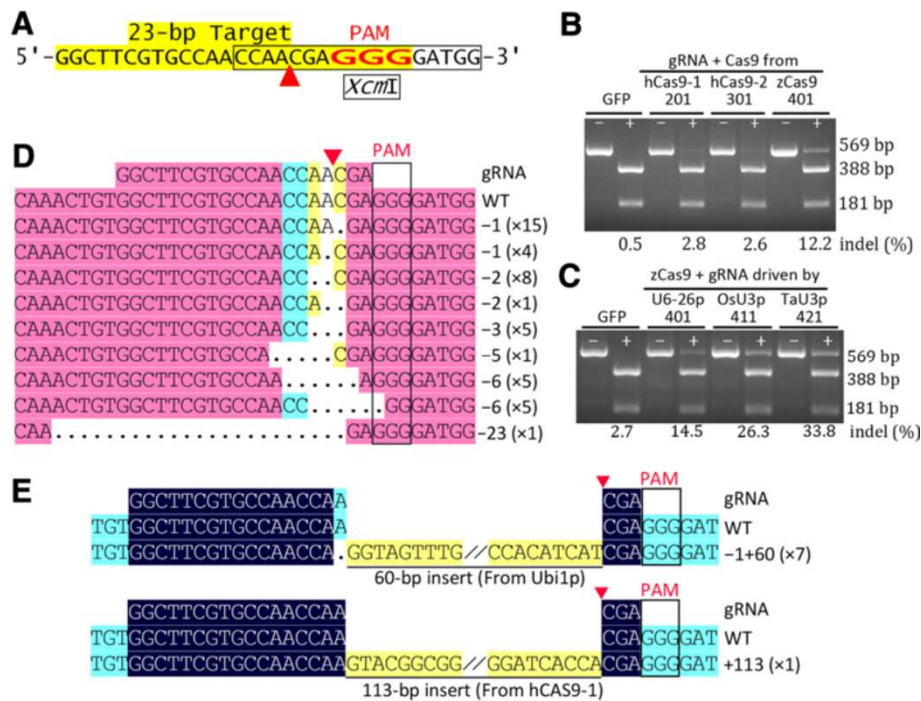 A
23-bp Target PAM
5'-GGCTTCGTGCCAACCAACGAGGGGATGG-3'
XcmI
B
gRNA + Cas9 from
GFP hCas9-1 hCas9-2 zCas9
201 301 401
− + − + − + − +
569 bp
388 bp
181 bp
0.5 2.8 2.6 12.2 indel (%)
C
zCas9 + gRNA driven by
GFP U6-26p OsU3p TaU3p
401 411 421
− + − + − + − +
569 bp
388 bp
181 bp
2.7 14.5 26.3 33.8 indel (%)
D
PAM
GGCTTCGTGCCAACCAACGA gRNA
CAAACTGTGGCTTCGTGCCAACCAACGAGGGGATGG WT
CAAACTGTGGCTTCGTGCCAACCAA.GAGGGGATGG −1 (×15)
CAAACTGTGGCTTCGTGCCAACCA.CGAGGGGATGG −1 (×4)
CAAACTGTGGCTTCGTGCCAACC..CGAGGGGATGG −2 (×8)
CAAACTGTGGCTTCGTGCCAACCA..GAGGGGATGG −2 (×1)
CAAACTGTGGCTTCGTGCCAACC...GAGGGGATGG −3 (×5)
CAAACTGTGGCTTCGTGCCA.....CGAGGGGATGG −5 (×1)
CAAACTGTGGCTTCGTGCCAA......AGGGGATGG −6 (×5)
CAAACTGTGGCTTCGTGCCAACC......GGGATGG −6 (×5)
CAA.......................GAGGGGATGG −23 (×1)
E
PAM
GGCTTCGTGCCAACCAA CGA gRNA
TGTGGCTTCGTGCCAACCAA CGAGGGGAT WT
TGTGGCTTCGTGCCAACCA.GGTAGTTTG//CCACATCATCGAGGGGAT −1+60 (×7)
60-bp insert (From Ubi1p)
PAM
GGCTTCGTGCCAACCAA CGA gRNA
TGTGGCTTCGTGCCAACCAA CGAGGGGAT WT
TGTGGCTTCGTGCCAACCAAGTACGGCGG//GGATCACCACGAGGGGAT +113 (×1)
113-bp insert (From hCAS9-1)